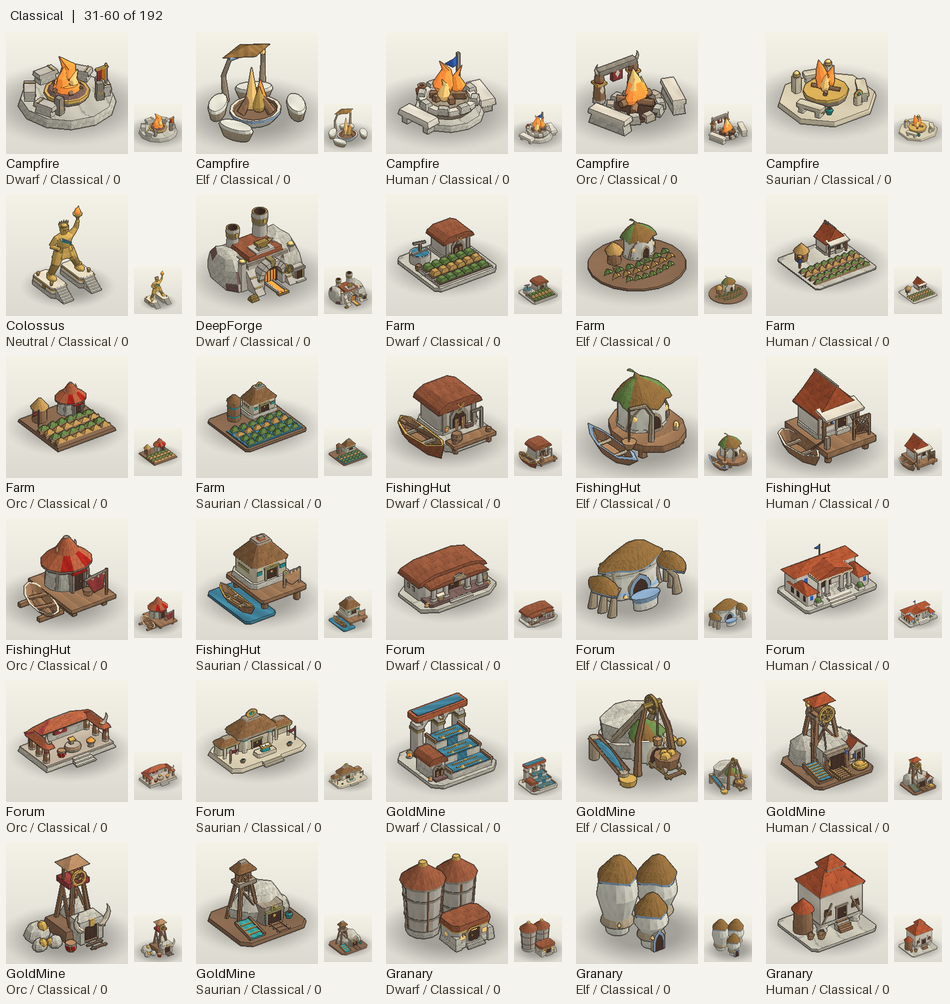 Classical | 31-60 of 192
Campfire
Dwarf / Classical / 0
Campfire
Elf / Classical / 0
Campfire
Human / Classical / 0
Campfire
Orc / Classical / 0
Campfire
Saurian / Classical / 0
Colossus
Neutral / Classical / 0
DeepForge
Dwarf / Classical / 0
Farm
Dwarf / Classical / 0
Farm
Elf / Classical / 0
Farm
Human / Classical / 0
Farm
Orc / Classical / 0
Farm
Saurian / Classical / 0
FishingHut
Dwarf / Classical / 0
FishingHut
Elf / Classical / 0
FishingHut
Human / Classical / 0
FishingHut
Orc / Classical / 0
FishingHut
Saurian / Classical / 0
Forum
Dwarf / Classical / 0
Forum
Elf / Classical / 0
Forum
Human / Classical / 0
Forum
Orc / Classical / 0
Forum
Saurian / Classical / 0
GoldMine
Dwarf / Classical / 0
GoldMine
Elf / Classical / 0
GoldMine
Human / Classical / 0
GoldMine
Orc / Classical / 0
GoldMine
Saurian / Classical / 0
Granary
Dwarf / Classical / 0
Granary
Elf / Classical / 0
Granary
Human / Classical / 0